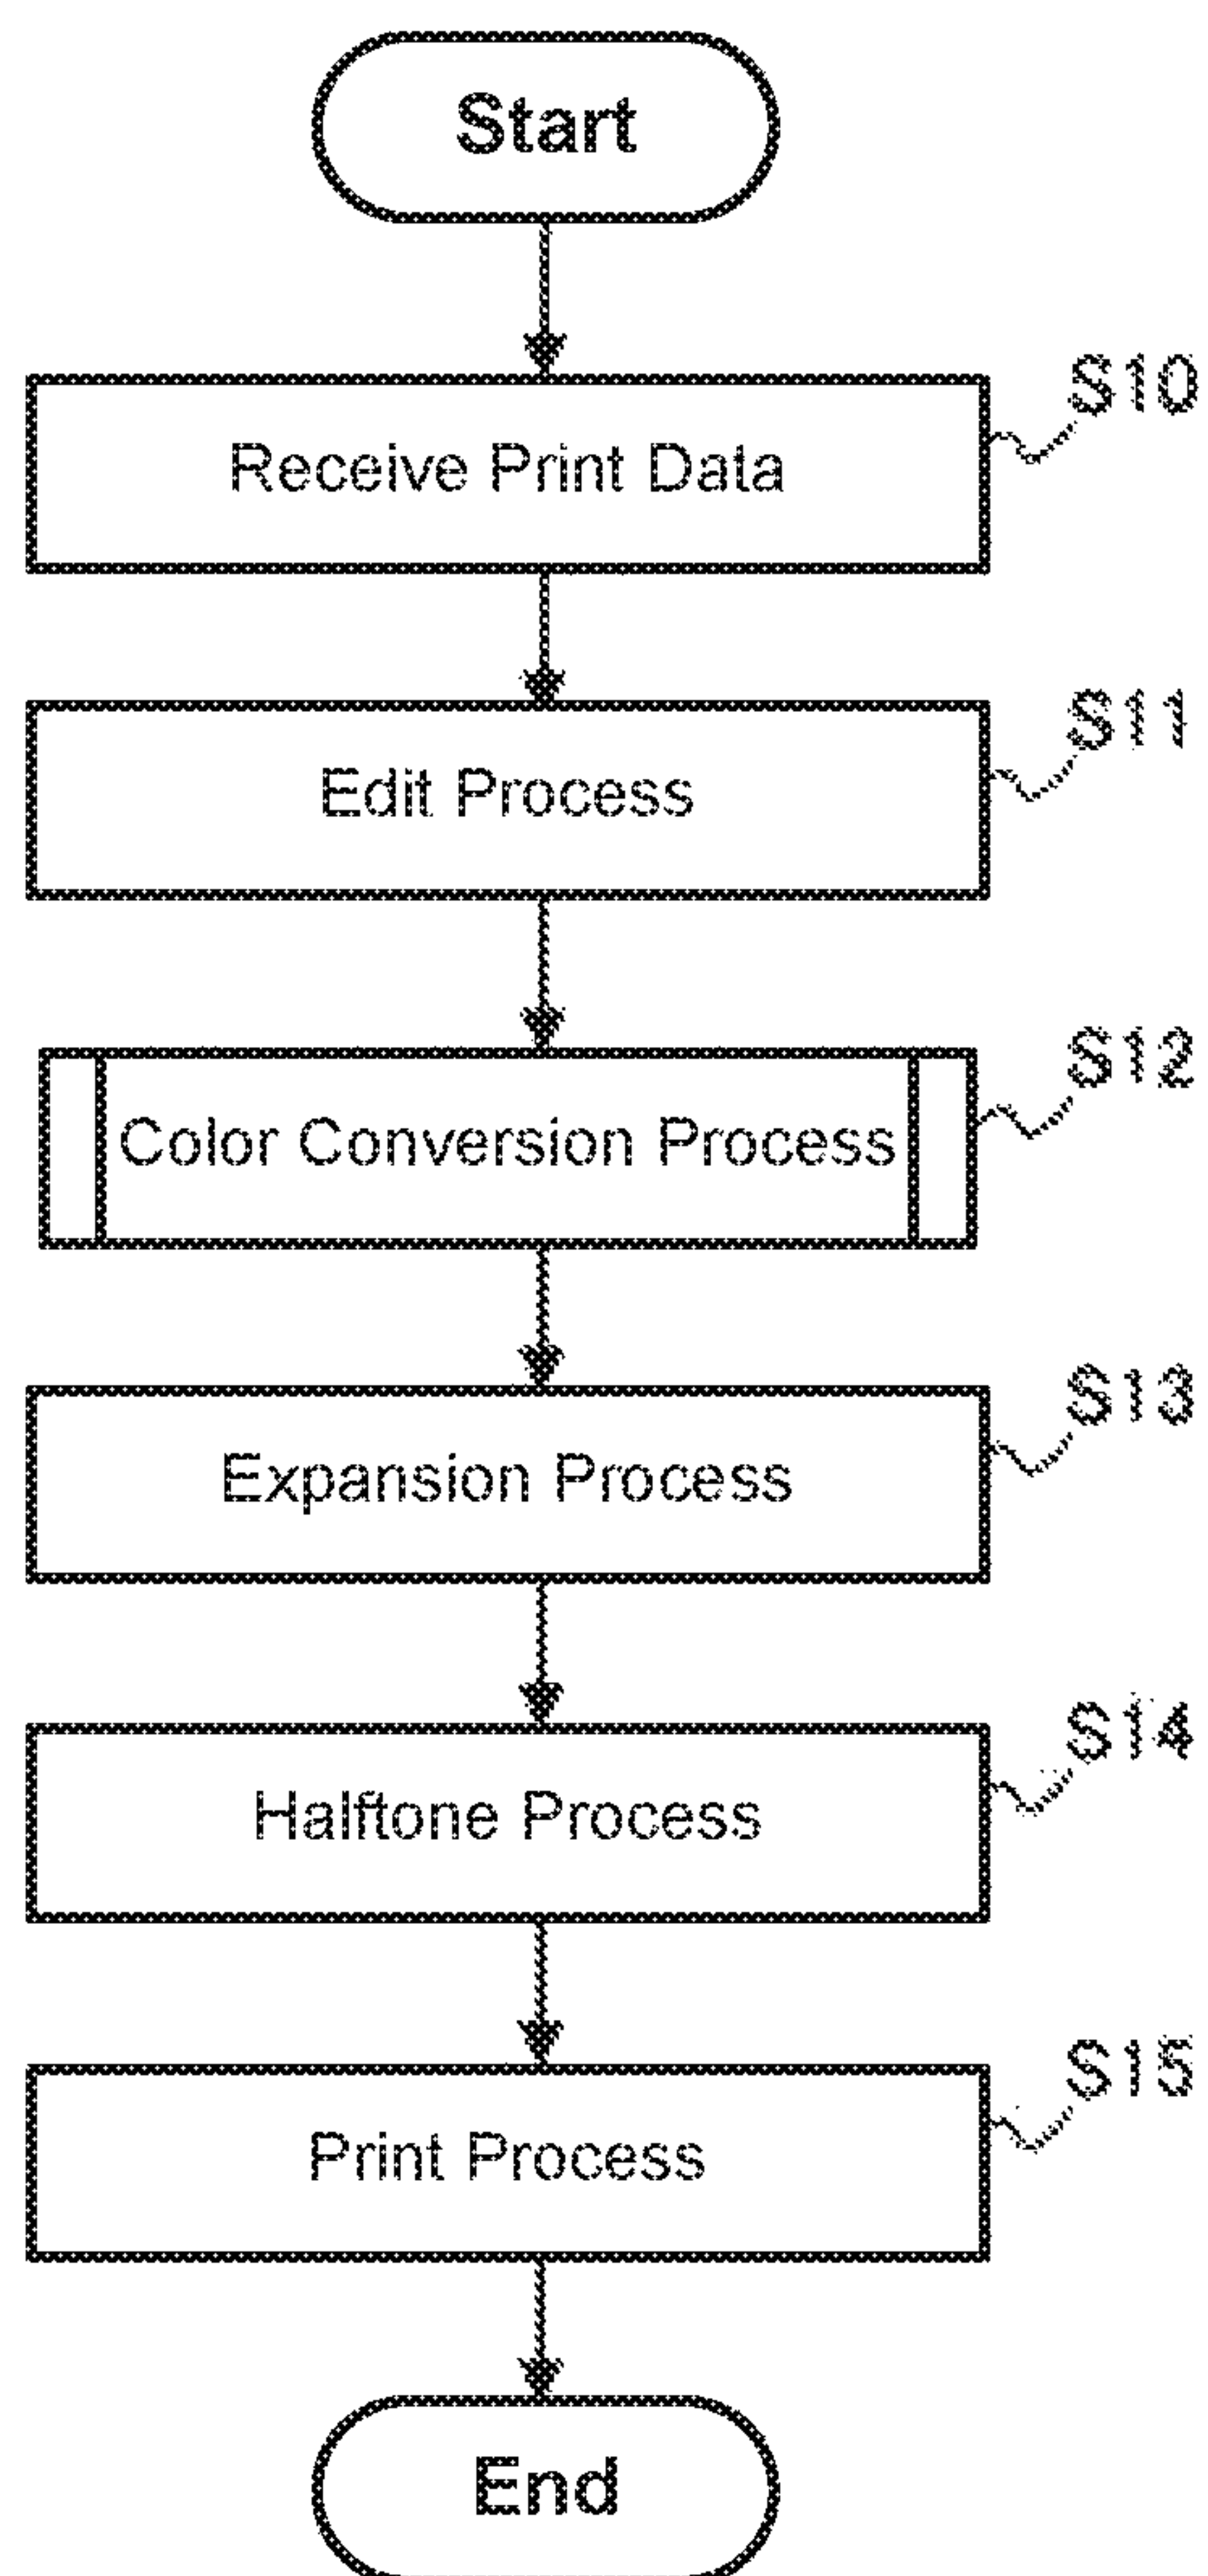 Start
S10
Receive Print Data
S11
Edit Process
S12
Color Conversion Process
S13
Expansion Process
S14
Halftone Process
S15
Print Process
End